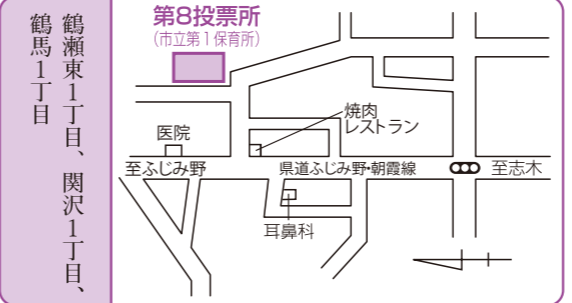 鶴瀬東1丁目、関沢1丁目、
鶴馬1丁目
第8投票所
(市立第1保育所)
焼肉
レストラン
医院
至ふじみ野
県道ふじみ野・朝霞線
至志木
耳鼻科